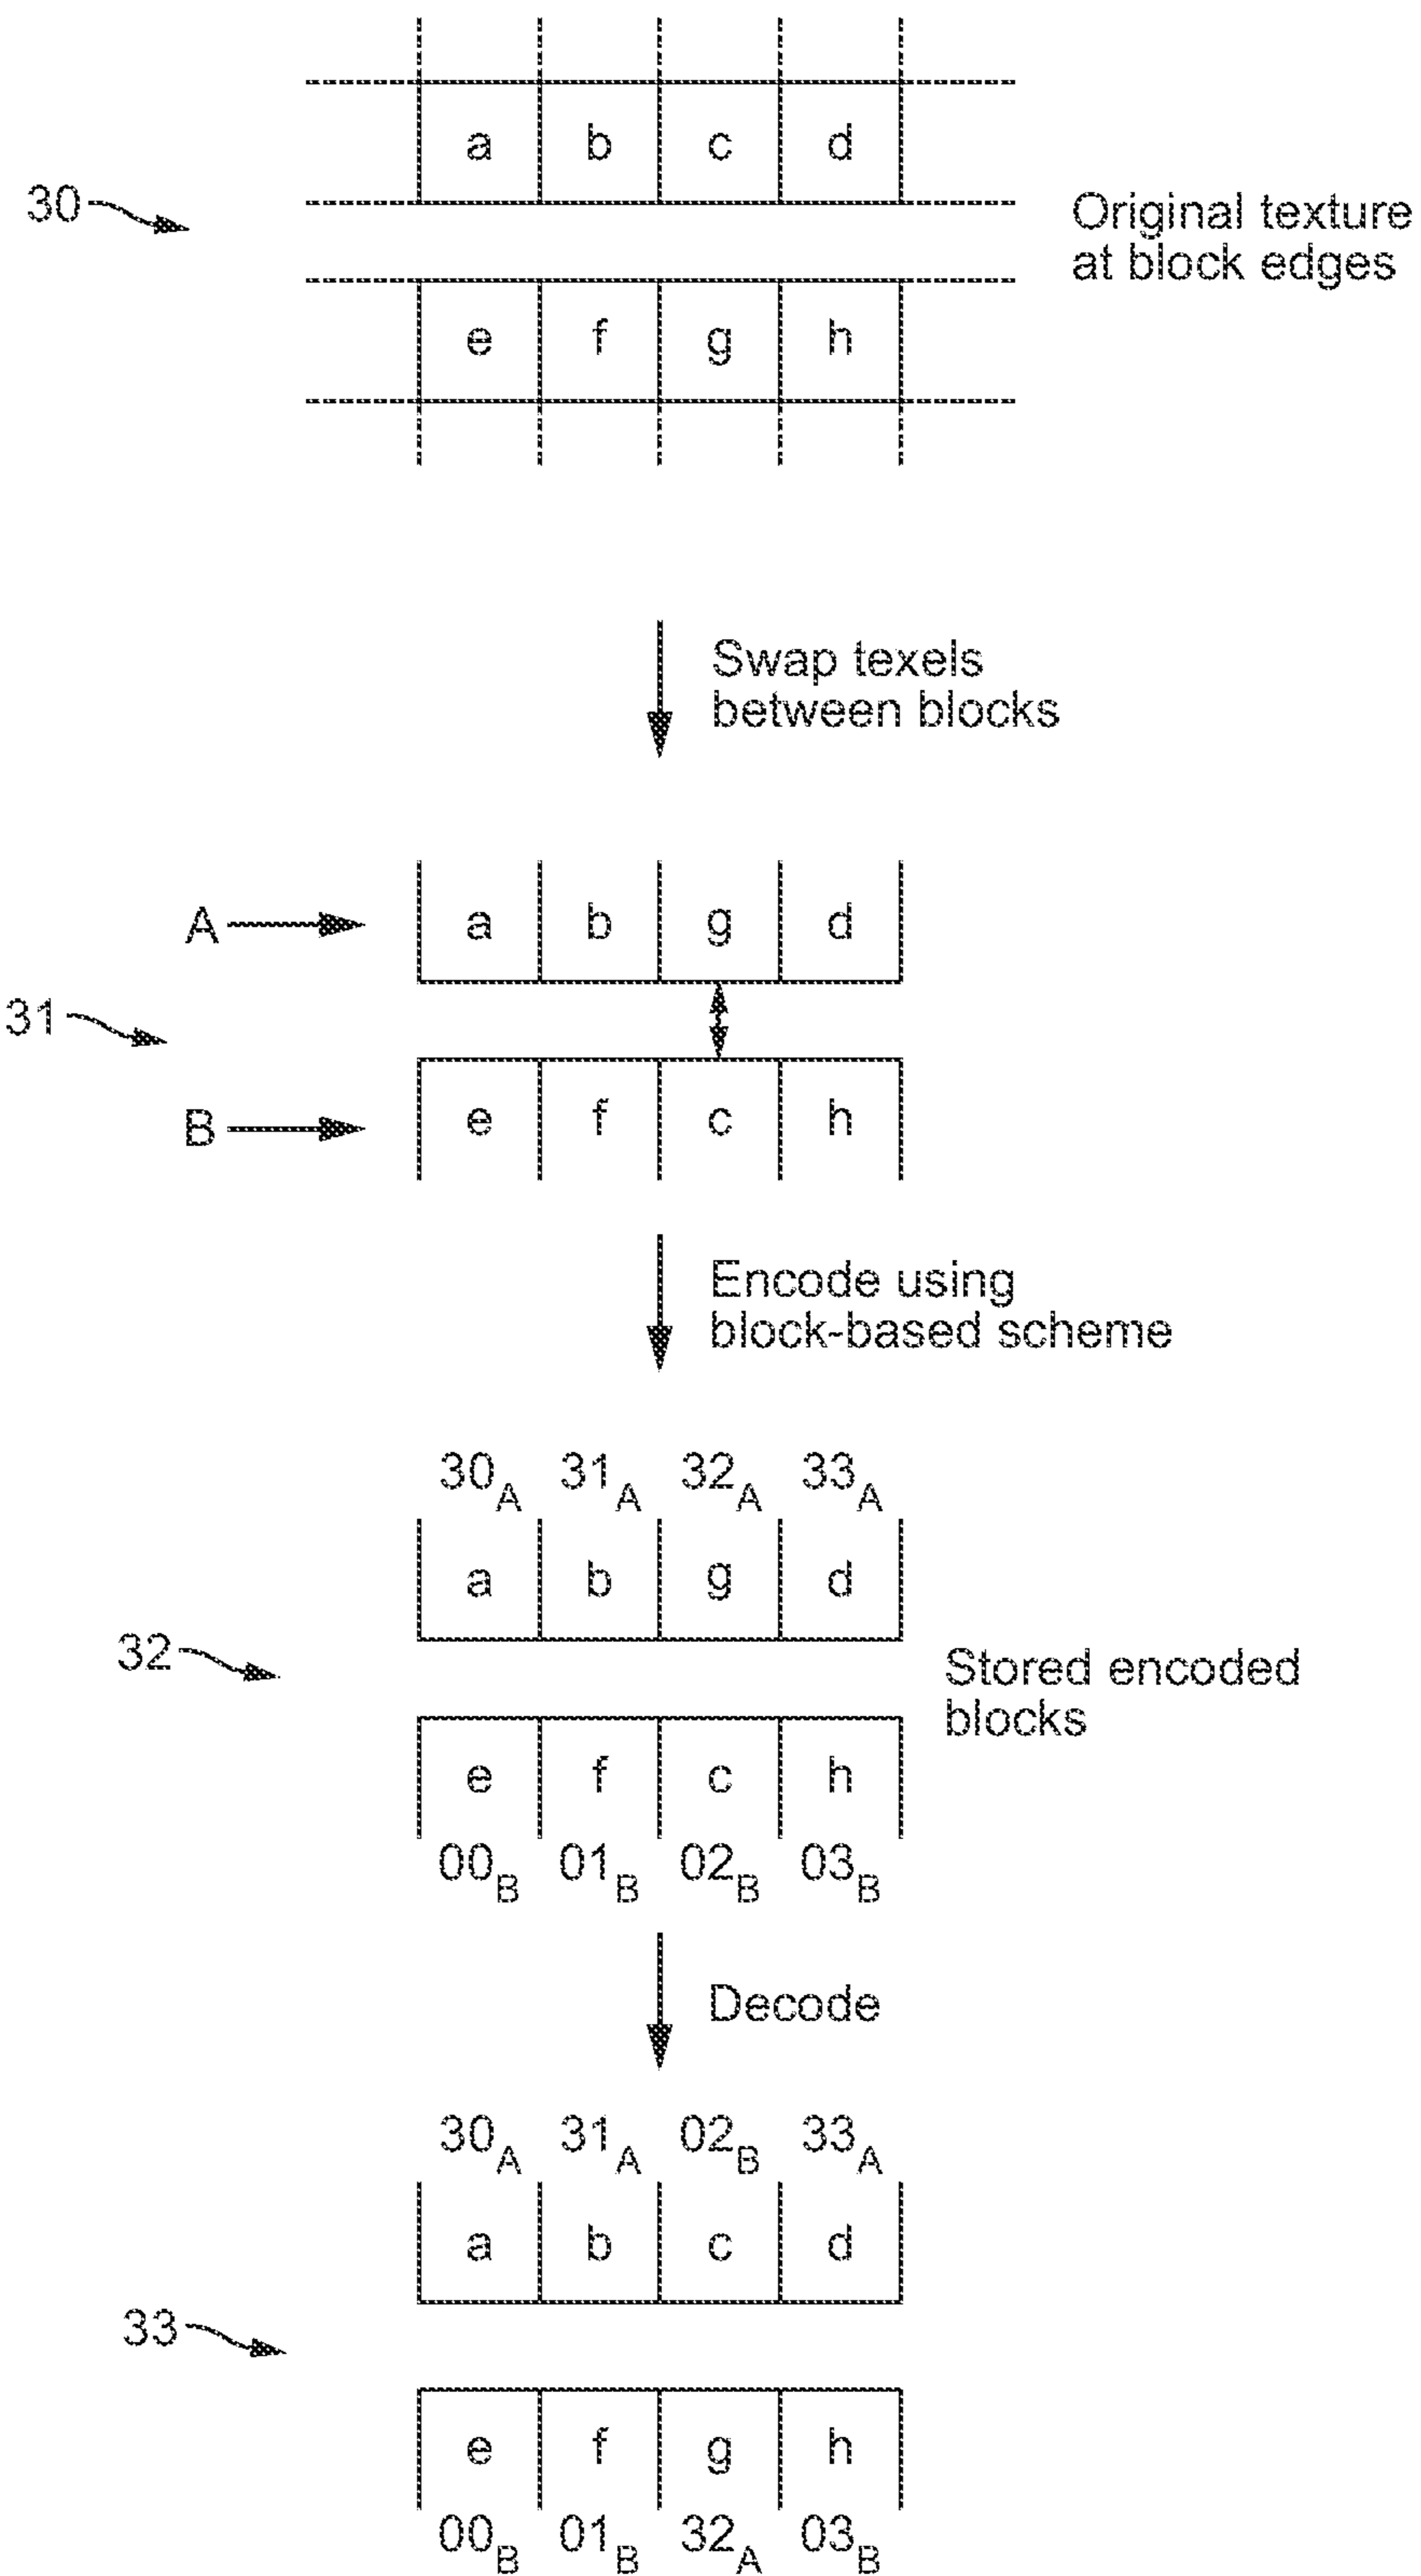 a b c d
30
Original texture
at block edges
e f g h
Swap texels
between blocks
A
a b g d
31
B
e f c h
Encode using
block-based scheme
30A 31A 32A 33A
a b g d
32
Stored encoded
blocks
e f c h
00B 01B 02B 03B
Decode
30A 31A 02B 33A
a b c d
33
e f g h
00B 01B 32A 03B